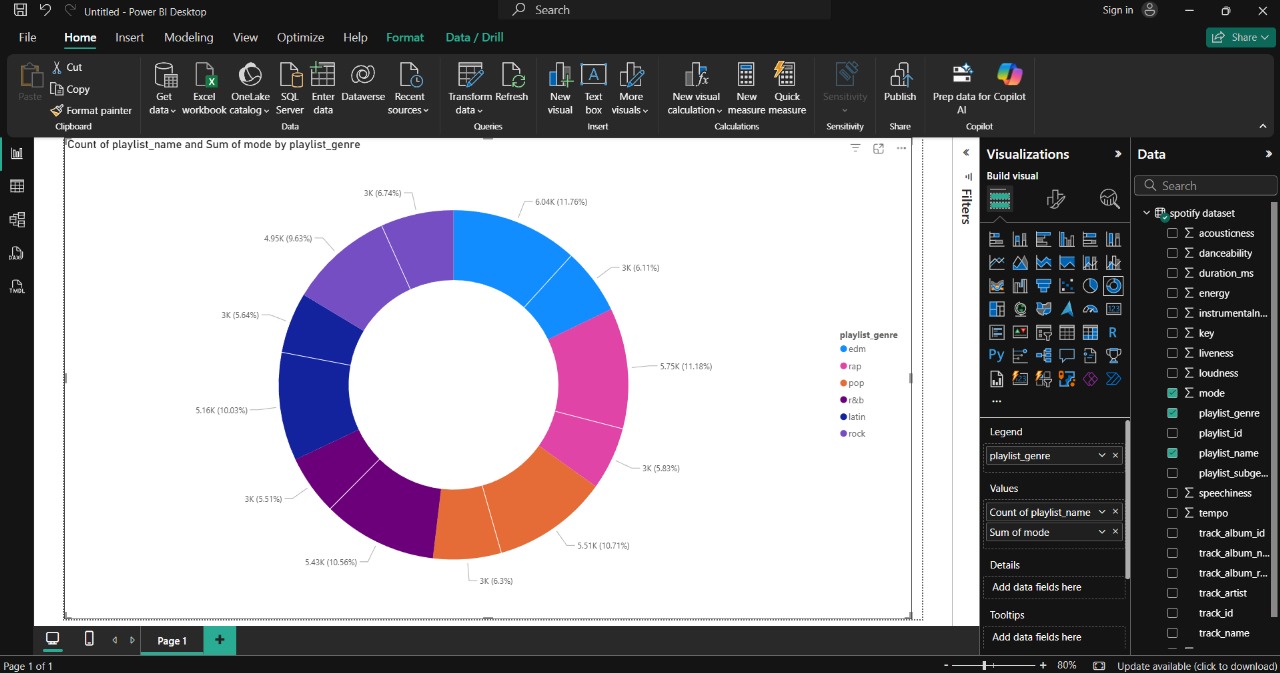 Untitled - Power BI Desktop
Search
Sign in
File Home Insert Modeling View Optimize Help Format Data / Drill
Share
Paste
Cut
Copy
Format painter
Clipboard
Get data
Excel workbook
OneLake catalog
SQL Server
Enter data
Dataverse
Recent sources
Data
Transform data
Refresh
Queries
New visual
Text box
More visuals
Insert
New visual calculation
New measure
Quick measure
Calculations
Sensitivity
Sensitivity
Publish
Share
Prep data for AI
Copilot
Copilot
Count of playlist_name and Sum of mode by playlist_genre
3K (6.74%)
6.04K (11.76%)
4.95K (9.63%)
3K (6.11%)
3K (5.64%)
5.75K (11.18%)
5.16K (10.03%)
3K (5.83%)
3K (5.51%)
5.51K (10.71%)
5.43K (10.56%)
3K (6.3%)
playlist_genre
edm
rap
pop
r&b
latin
rock
Filters
Visualizations
Build visual
R
Py
123
Legend
playlist_genre
Values
Count of playlist_name
Sum of mode
Details
Add data fields here
Tooltips
Add data fields here
Data
Search
spotify dataset
acousticness
danceability
duration_ms
energy
instrumentaln...
key
liveness
loudness
mode
playlist_genre
playlist_id
playlist_name
playlist_subge...
speechiness
tempo
track_album_id
track_album_n...
track_album_r...
track_artist
track_id
track_name
DAX
TMDL
Page 1
Page 1 of 1
- + 80%
Update available (click to download)